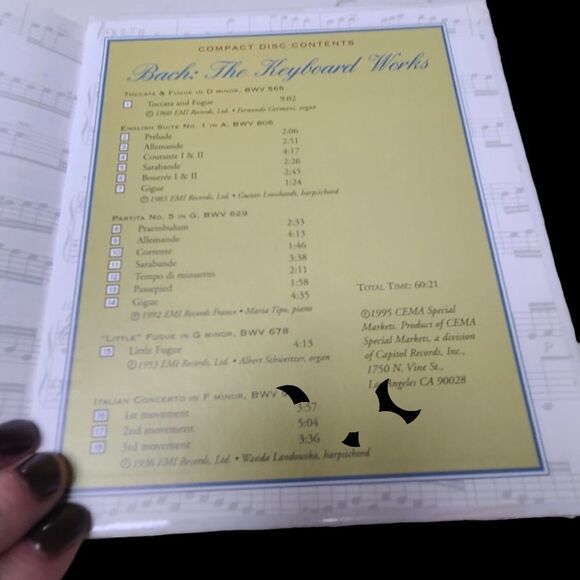 COMPACT DISC CONTENTS
Bach: The Keyboard Works
TOCCATA & FUGUE IN D MINOR, BWV 565
1 Toccata and Fugue 9:02
℗ 1960 EMI Records, Ltd. • Fernando Germani, organ
ENGLISH SUITE NO. 1 IN A, BWV 806
2 Prélude 2:06
3 Allemande 2:51
4 Courante I & II 4:17
5 Sarabande 2:26
6 Bourrée I & II 2:45
7 Gigue 1:24
℗ 1985 EMI Records, Ltd. • Gustav Leonhardt, harpsichord
PARTITA NO. 5 IN G, BWV 829
8 Praembulum 2:33
9 Allemande 4:13
10 Corrente 1:46
11 Sarabande 3:38
12 Tempo di minuetto 2:11
13 Passepied 1:58
14 Gigue 4:35
℗ 1992 EMI Records France • Maria Tipo, piano
"LITTLE" FUGUE IN G MINOR, BWV 578
15 Little Fugue 4:13
℗ 1953 EMI Records, Ltd. • Albert Schweitzer, organ
ITALIAN CONCERTO IN F MINOR, BWV
16 1st movement 3:57
17 2nd movement 5:04
18 3rd movement 3:36
℗ 1936 EMI Records, Ltd. • Wanda Landowska, harpsichord
TOTAL TIME: 60:21
℗©1995 CEMA Special
Markets. Product of CEMA
Special Markets, a division
of Capitol Records, Inc.,
1750 N. Vine St.,
Angeles CA 90028